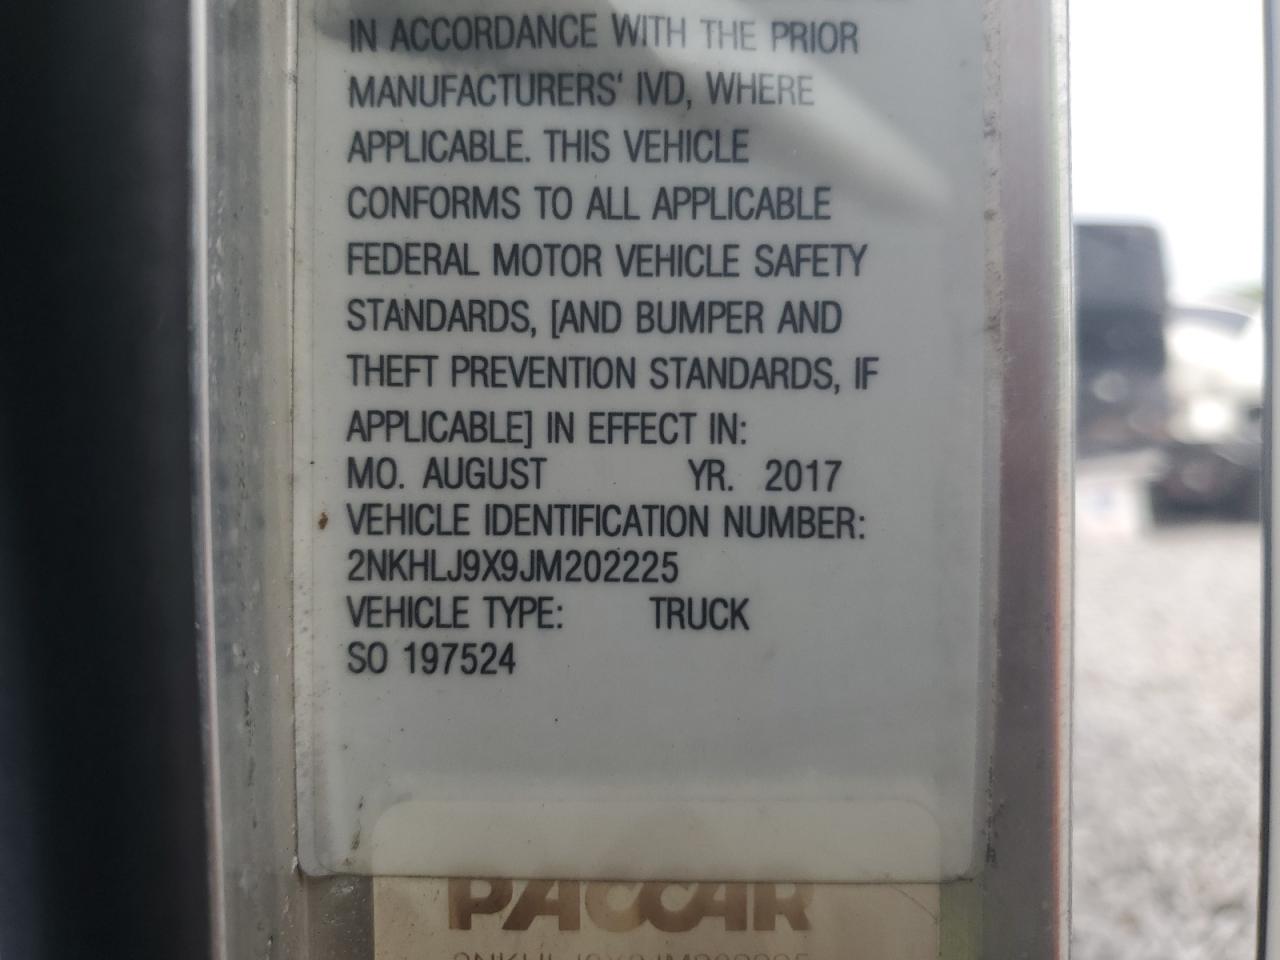 IN ACCORDANCE WITH THE PRIOR
MANUFACTURERS' IVD, WHERE
APPLICABLE. THIS VEHICLE
CONFORMS TO ALL APPLICABLE
FEDERAL MOTOR VEHICLE SAFETY
STANDARDS, [AND BUMPER AND
THEFT PREVENTION STANDARDS, IF
APPLICABLE] IN EFFECT IN:
MO. AUGUST YR. 2017
VEHICLE IDENTIFICATION NUMBER:
2NKHLJ9X9JM202225
VEHICLE TYPE: TRUCK
SO 197524
PACCAR